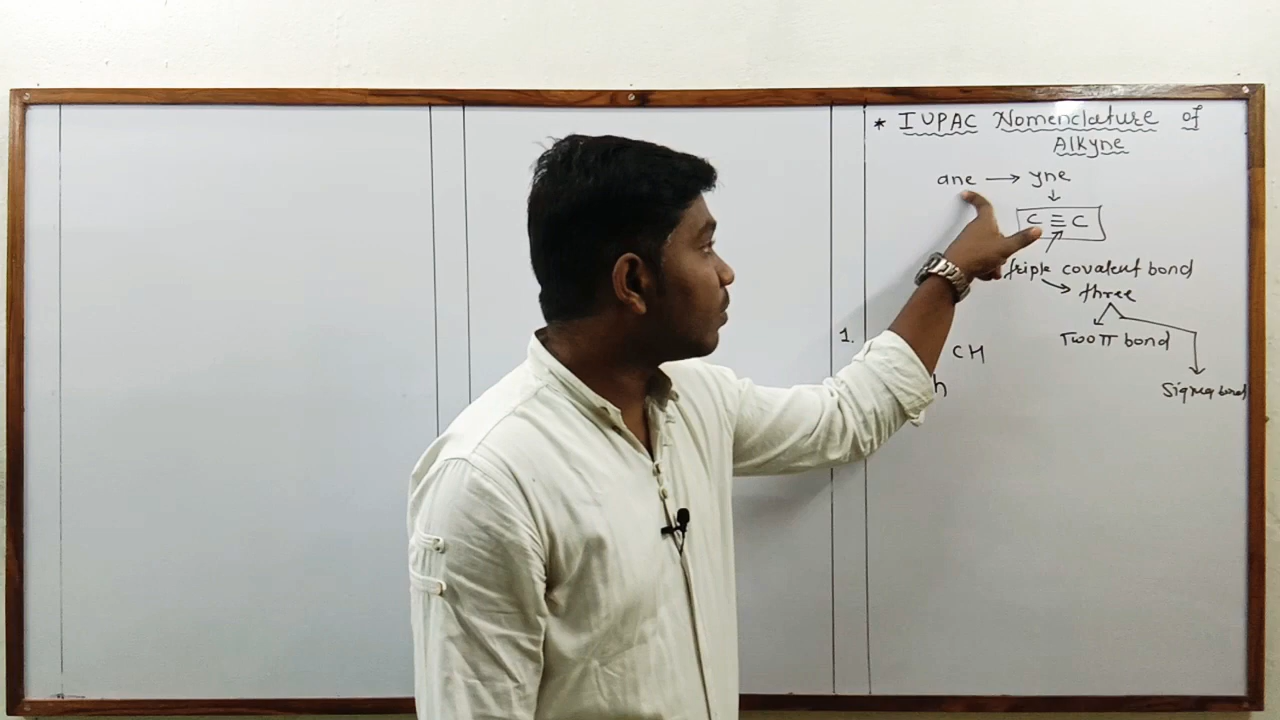 * IUPAC Nomenclature of
Alkyne
ane → yne
↓
C ≡ C
triple covalent bond
three
Two π bond
Sigma bond
1.
CH
h